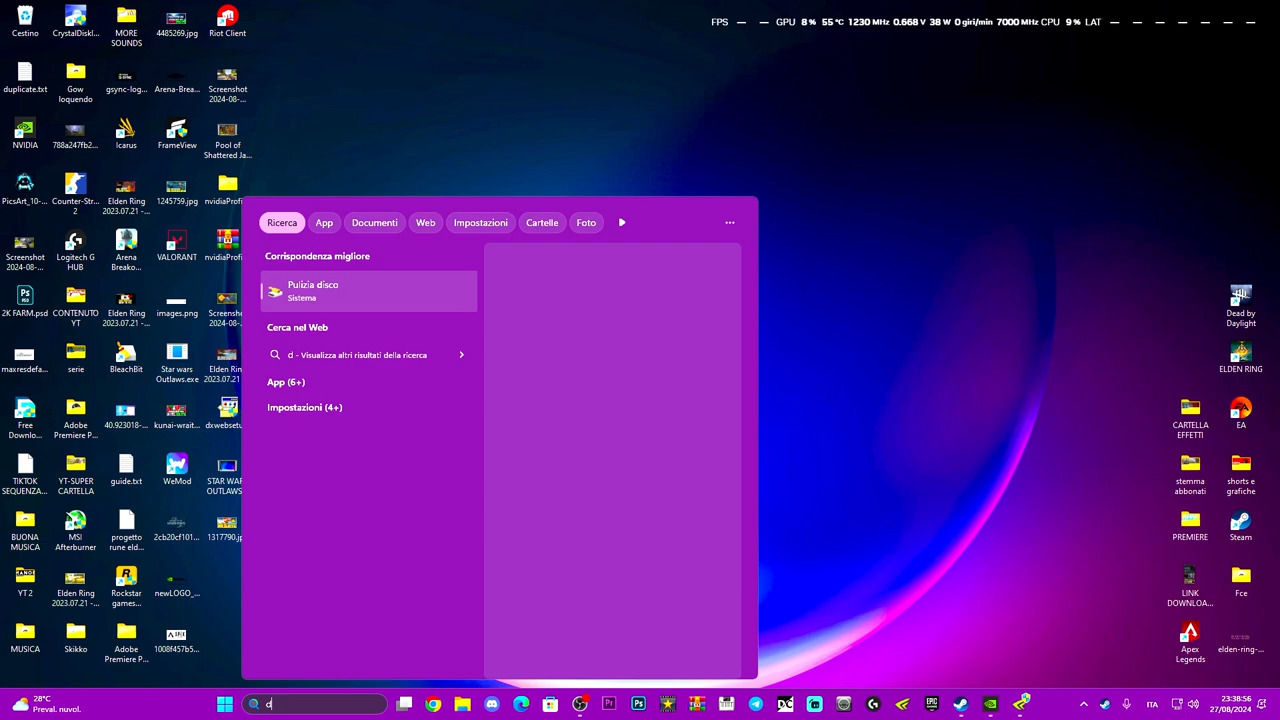 FPS — — GPU 8 % 55 °C 1230 MHz 0.668 V 38 W 0 giri/min 7000 MHz CPU 9 % LAT — — — — — — —
Cestino
CrystalDiskI...
MORE
SOUNDS
4485269.jpg
Riot Client
duplicate.txt
Gow
loquendo
gsync-log...
Arena-Brea...
Screenshot
2024-08-...
NVIDIA
788a247fb2...
Icarus
FrameView
Pool of
Shattered Ja...
PicsArt_10-...
Counter-Str...
2
Elden Ring
2023.07.21 -...
1245759.jpg
nvidiaProfi...
Screenshot
2024-08-...
Logitech G
HUB
Arena
Breako...
VALORANT
nvidiaProfi...
2K FARM.psd
CONTENUTO
YT
Elden Ring
2023.07.21 -...
images.png
Screensho...
2024-08-...
maxresdefa...
serie
BleachBit
Star wars
Outlaws.exe
Elden Ring
2023.07.21 -...
Free
Downlo...
Adobe
Premiere P...
40.923018-...
kunai-wrait...
dxwebsetu...
TIKTOK
SEQUENZA...
YT-SUPER
CARTELLA
guide.txt
WeMod
STAR WARS
OUTLAWS...
BUONA
MUSICA
MSI
Afterburner
progetto
rune eld...
2cb20cf101...
1317790.jp...
YT 2
Elden Ring
2023.07.21 -...
Rockstar
games...
newLOGO_...
MUSICA
Skikko
Adobe
Premiere P...
1008f457b5...
Ricerca
App
Documenti
Web
Impostazioni
Cartelle
Foto
...
Corrispondenza migliore
Pulizia disco
Sistema
Cerca nel Web
d - Visualizza altri risultati della ricerca
App (6+)
Impostazioni (4+)
Dead by
Daylight
ELDEN RING
CARTELLA
EFFETTI
EA
stemma
abbonati
shorts e
grafiche
PREMIERE
Steam
LINK
DOWNLOA...
Fce
Apex
Legends
elden-ring-...
28°C
Preval. nuvol.
d
ITA
23:38:56
27/08/2024